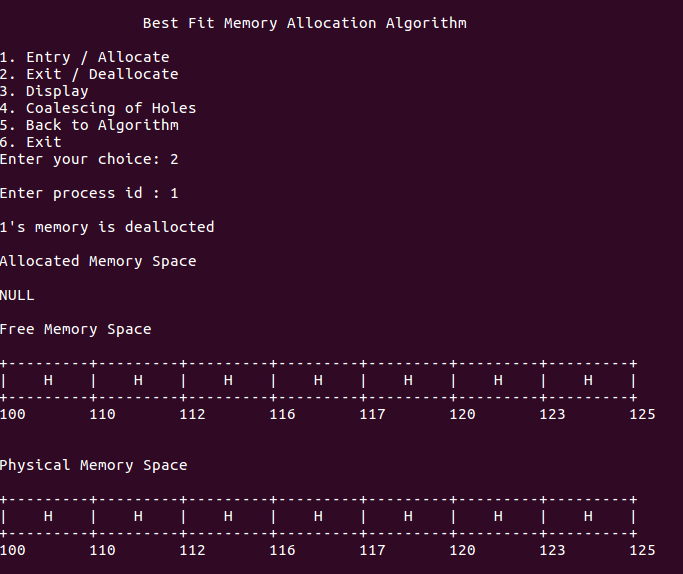 Best Fit Memory Allocation Algorithm
1. Entry / Allocate
2. Exit / Deallocate
3. Display
4. Coalescing of Holes
5. Back to Algorithm
6. Exit
Enter your choice: 2
Enter process id : 1
1's memory is deallocted
Allocated Memory Space
NULL
Free Memory Space
+---------+---------+---------+---------+---------+---------+---------+
|    H    |    H    |    H    |    H    |    H    |    H    |    H    |
+---------+---------+---------+---------+---------+---------+---------+
100       110       112       116       117       120       123       125
Physical Memory Space
+---------+---------+---------+---------+---------+---------+---------+
|    H    |    H    |    H    |    H    |    H    |    H    |    H    |
+---------+---------+---------+---------+---------+---------+---------+
100       110       112       116       117       120       123       125